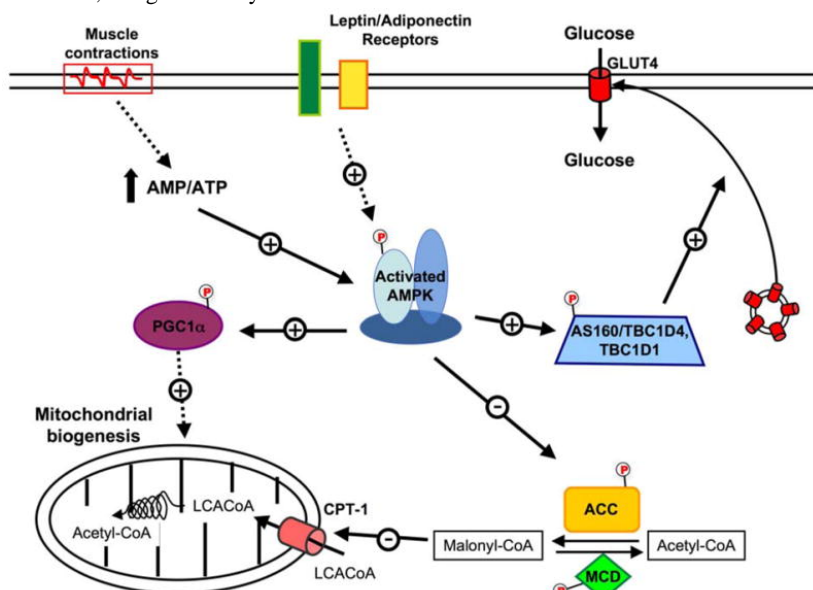 Muscle
contractions
Leptin/Adiponectin
Receptors
Glucose
GLUT4
Glucose
AMP/ATP
+
+
+
P
Activated
AMPK
P
PGC1α
+
+
P
AS160/TBC1D4,
TBC1D1
+
-
Mitochondrial
biogenesis
LCACoA
Acetyl-CoA
CPT-1
LCACoA
-
Malonyl-CoA
P
ACC
Acetyl-CoA
MCD
P